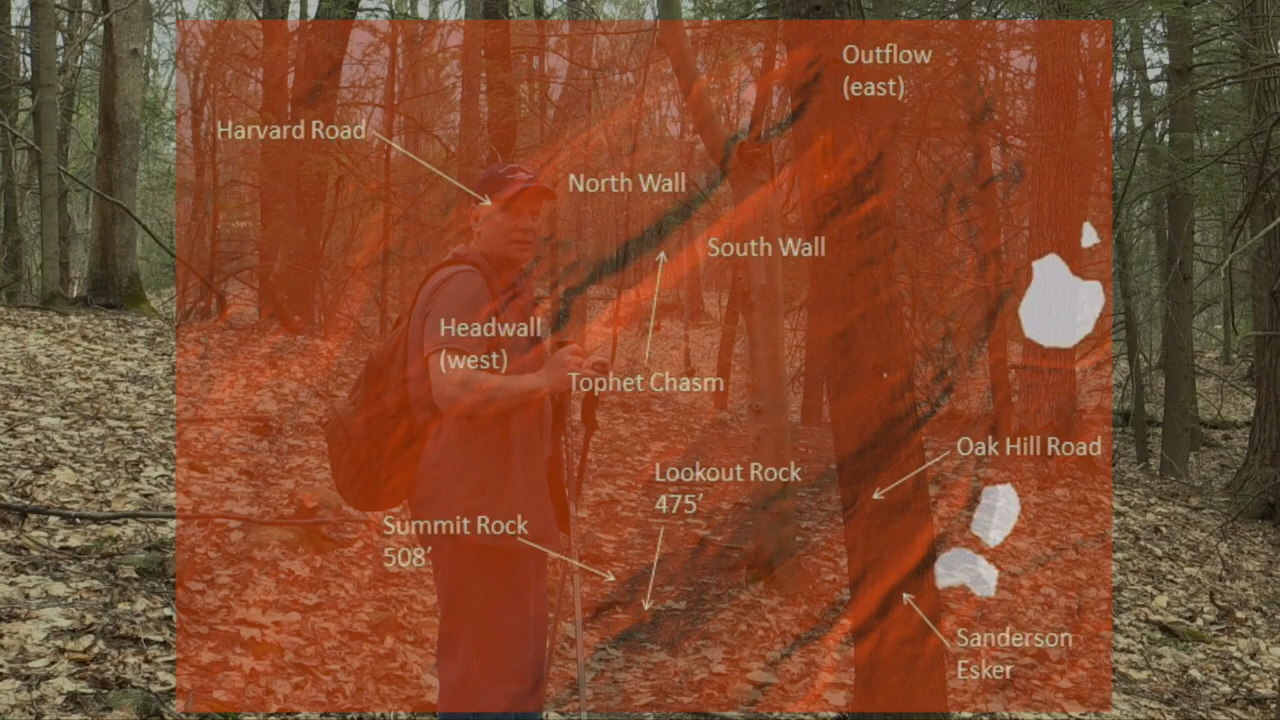 Outflow
(east)
Harvard Road
North Wall
South Wall
Headwall
(west)
Tophet Chasm
Oak Hill Road
Lookout Rock
475’
Summit Rock
508’
Sanderson
Esker